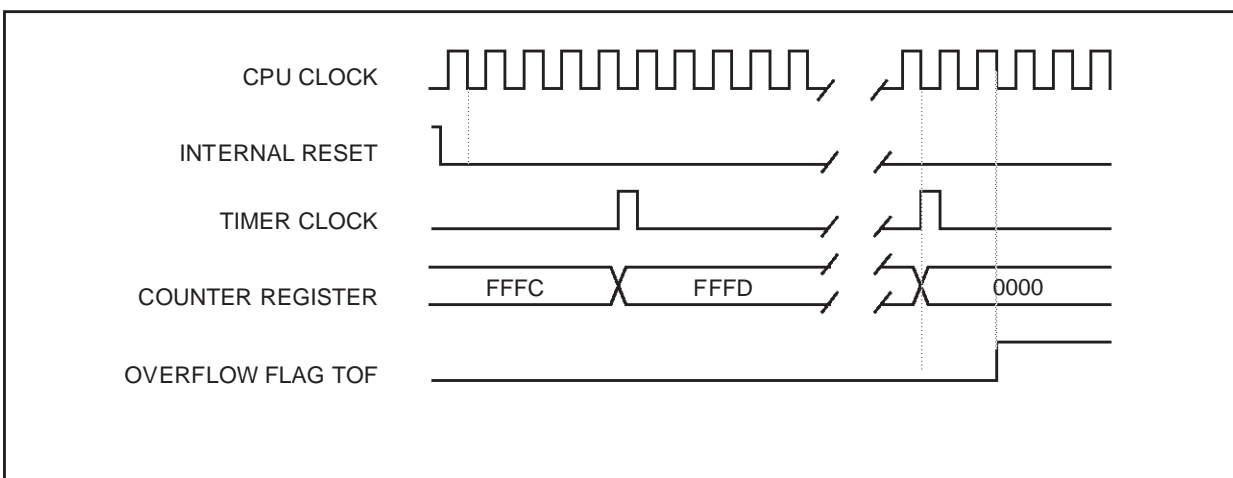 CPU CLOCK
INTERNAL RESET
TIMER CLOCK
COUNTER REGISTER
FFFC
FFFD
0000
OVERFLOW FLAG TOF